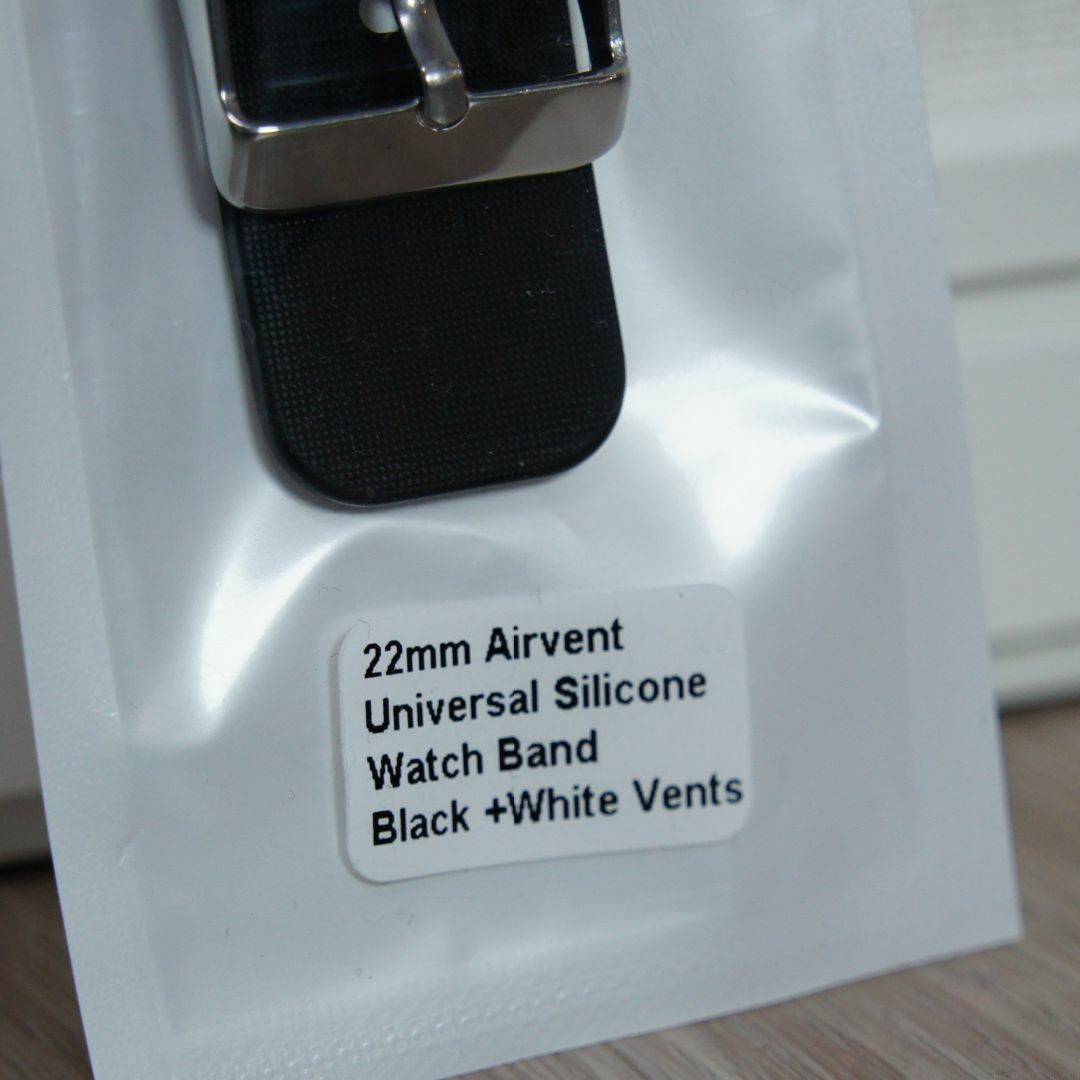 22mm Airvent
Universal Silicone
Watch Band
Black +White Vents